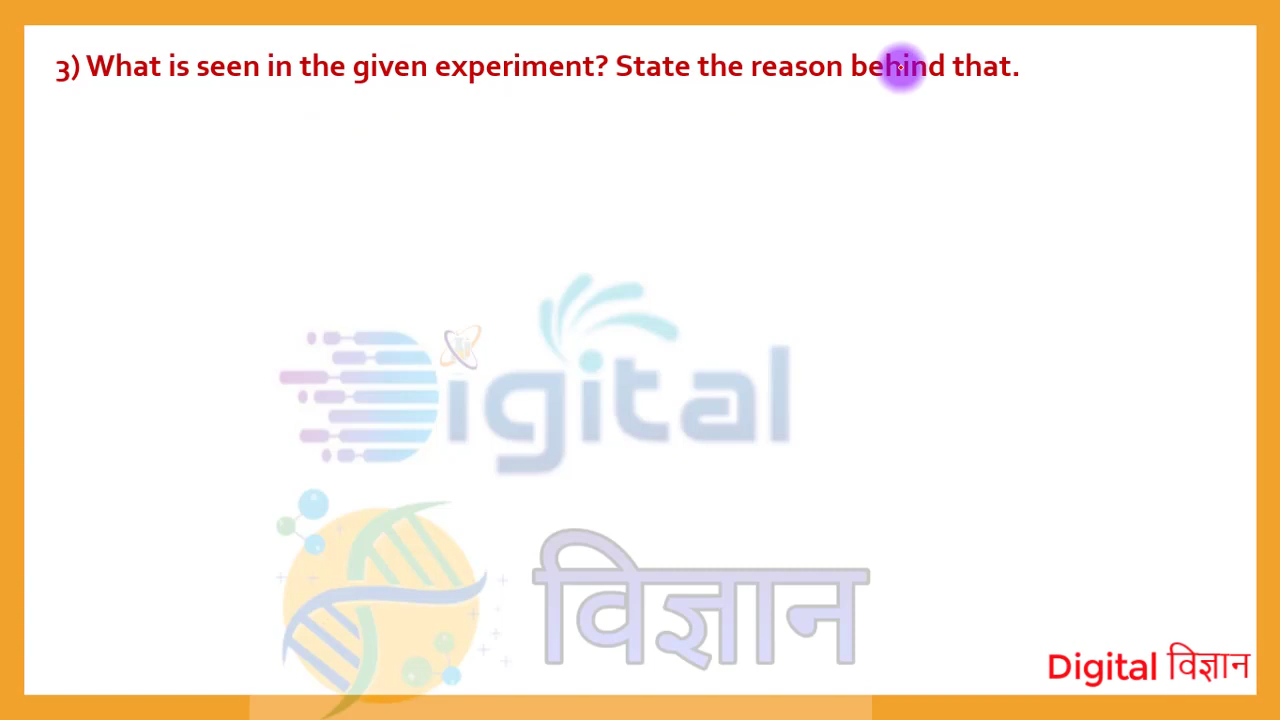 3) What is seen in the given experiment? State the reason behind that.
Digital
विज्ञान
Digital विज्ञान